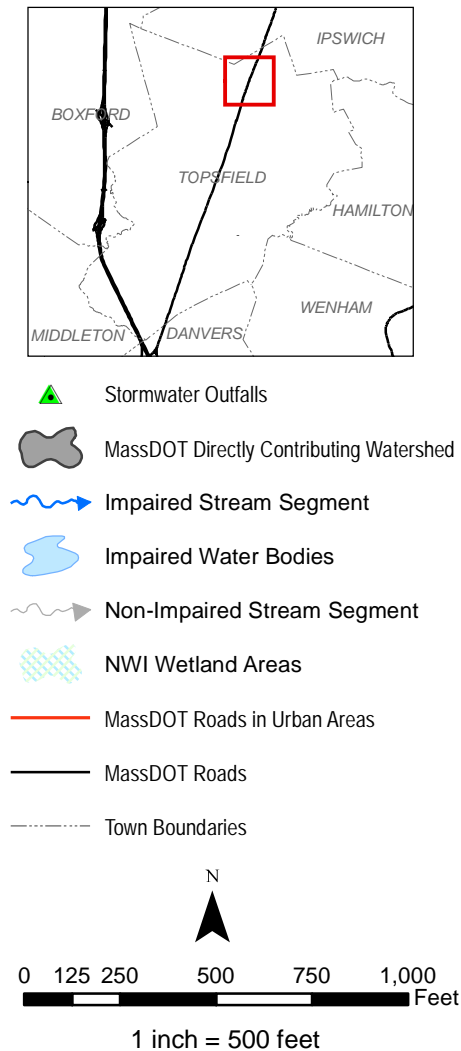 IPSWICH
BOXFORD
TOPSFIELD
HAMILTON
WENHAM
MIDDLETON DANVERS
Stormwater Outfalls
MassDOT Directly Contributing Watershed
Impaired Stream Segment
Impaired Water Bodies
Non-Impaired Stream Segment
NWI Wetland Areas
MassDOT Roads in Urban Areas
MassDOT Roads
Town Boundaries
N
0 125 250 500 750 1,000
Feet
1 inch = 500 feet